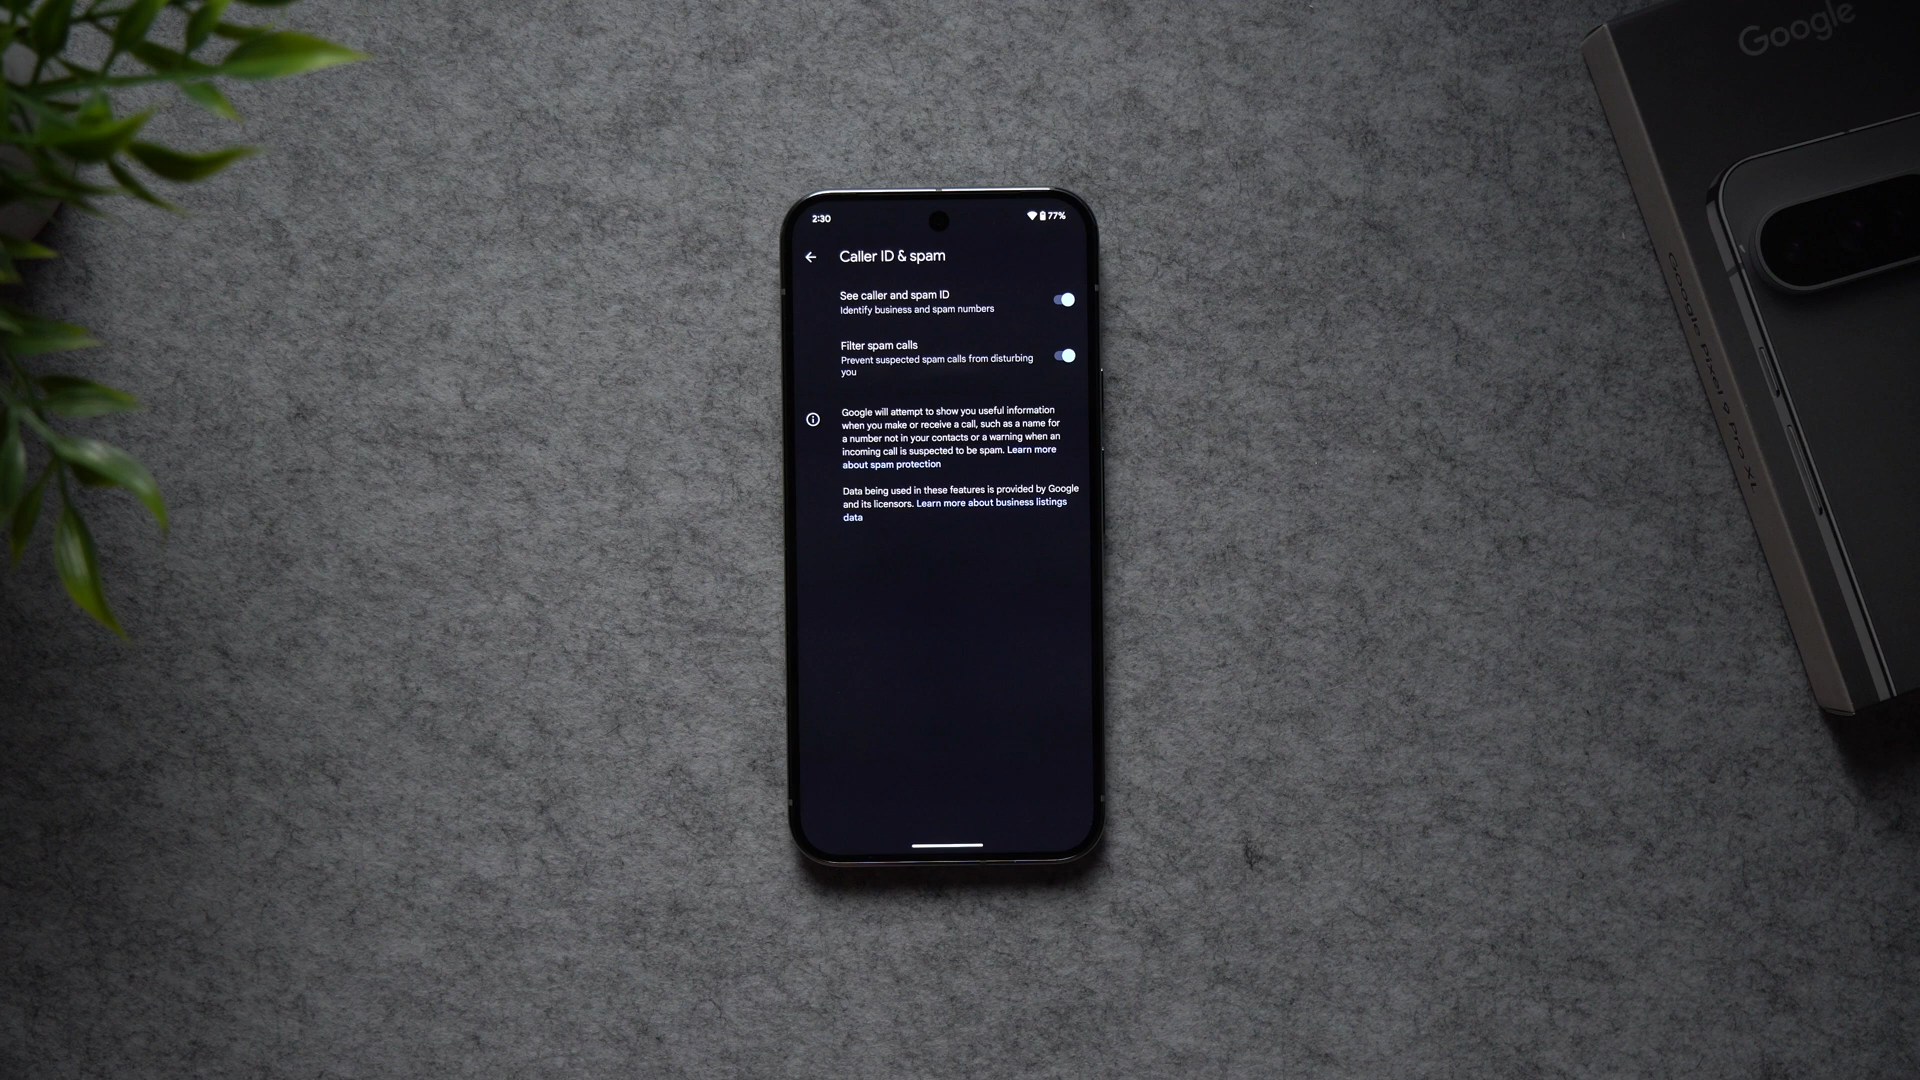 2:30
77%
Caller ID & spam
See caller and spam ID
Identify business and spam numbers
Filter spam calls
Prevent suspected spam calls from disturbing
you
Google will attempt to show you useful information
when you make or receive a call, such as a name for
a number not in your contacts or a warning when an
incoming call is suspected to be spam. Learn more
about spam protection
Data being used in these features is provided by Google
and its licensors. Learn more about business listings
data
Google
Google Pixel 9 Pro XL